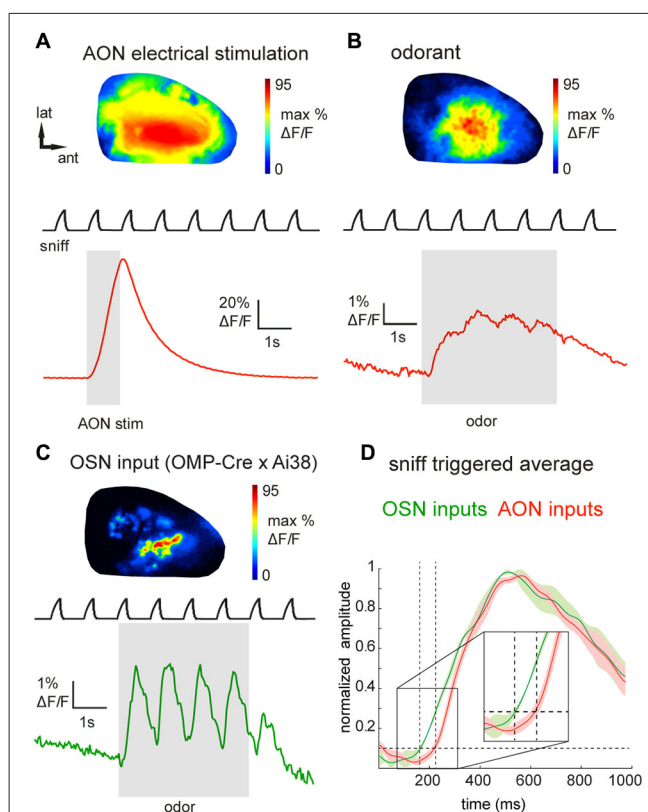 A
AON electrical stimulation
95
max %
ΔF/F
0
lat
ant
sniff
20%
ΔF/F
1s
AON stim
B
odorant
95
max %
ΔF/F
0
1%
ΔF/F
1s
odor
C
OSN input (OMP-Cre x Ai38)
95
max %
ΔF/F
0
1%
ΔF/F
1s
odor
D
sniff triggered average
OSN inputs AON inputs
normalized amplitude
1
0.8
0.6
0.4
0.2
200 400 600 800
time (ms)